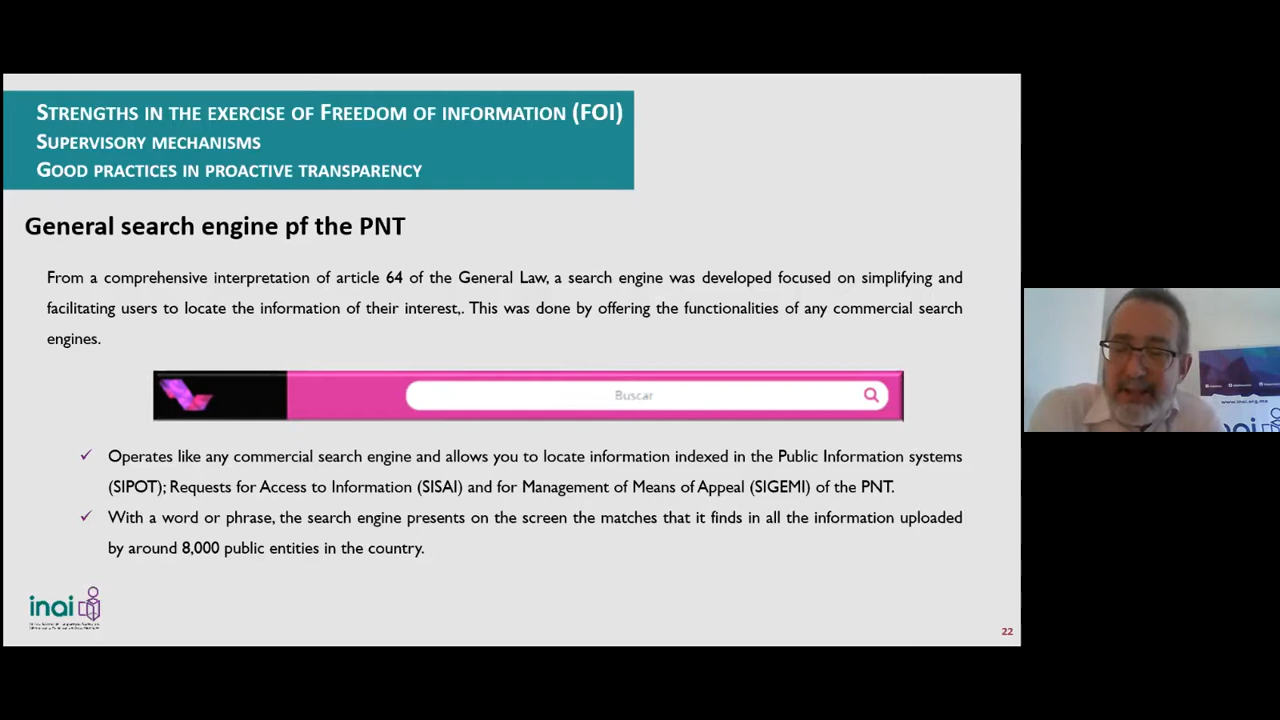 STRENGTHS IN THE EXERCISE OF FREEDOM OF INFORMATION (FOI)
SUPERVISORY MECHANISMS
GOOD PRACTICES IN PROACTIVE TRANSPARENCY
General search engine pf the PNT
From a comprehensive interpretation of article 64 of the General Law, a search engine was developed focused on simplifying and
facilitating users to locate the information of their interest,. This was done by offering the functionalities of any commercial search
engines.
Buscar
✓ Operates like any commercial search engine and allows you to locate information indexed in the Public Information systems
(SIPOT); Requests for Access to Information (SISAI) and for Management of Means of Appeal (SIGEMI) of the PNT.
✓ With a word or phrase, the search engine presents on the screen the matches that it finds in all the information uploaded
by around 8,000 public entities in the country.
inai
22
www.inai.org.mx
inai